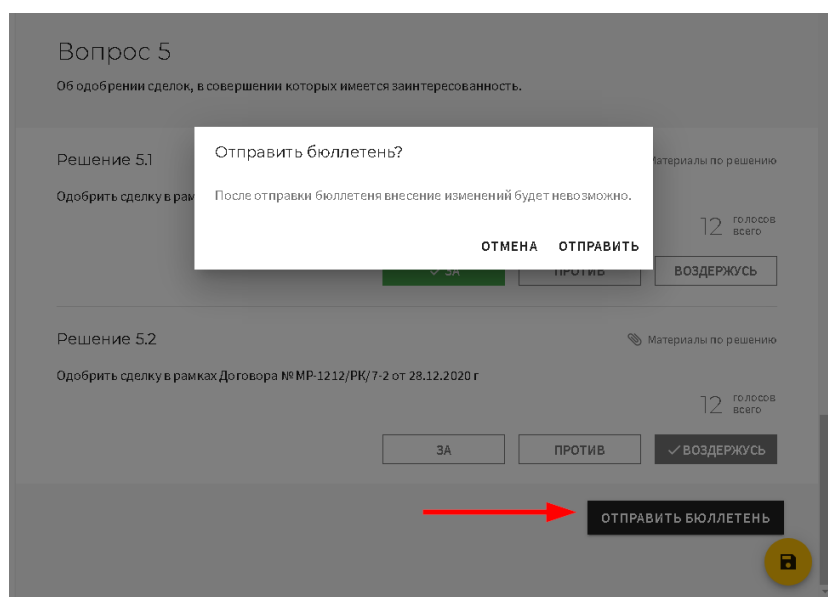 Вопрос 5
Об одобрении сделок, в совершении которых имеется заинтересованность.
Отправить бюллетень?
Решение 5.1
Материалы по решению
После отправки бюллетеня внесение изменений будет невозможно.
Одобрить сделку в рам
12 голосов всего
ОТМЕНА ОТПРАВИТЬ
ЗА ПРОТИВ ВОЗДЕРЖУСЬ
Решение 5.2
Материалы по решению
Одобрить сделку в рамках Договора № МР-1212/РК/7-2 от 28.12.2020 г
12 голосов всего
ЗА ПРОТИВ ВОЗДЕРЖУСЬ
ОТПРАВИТЬ БЮЛЛЕТЕНЬ